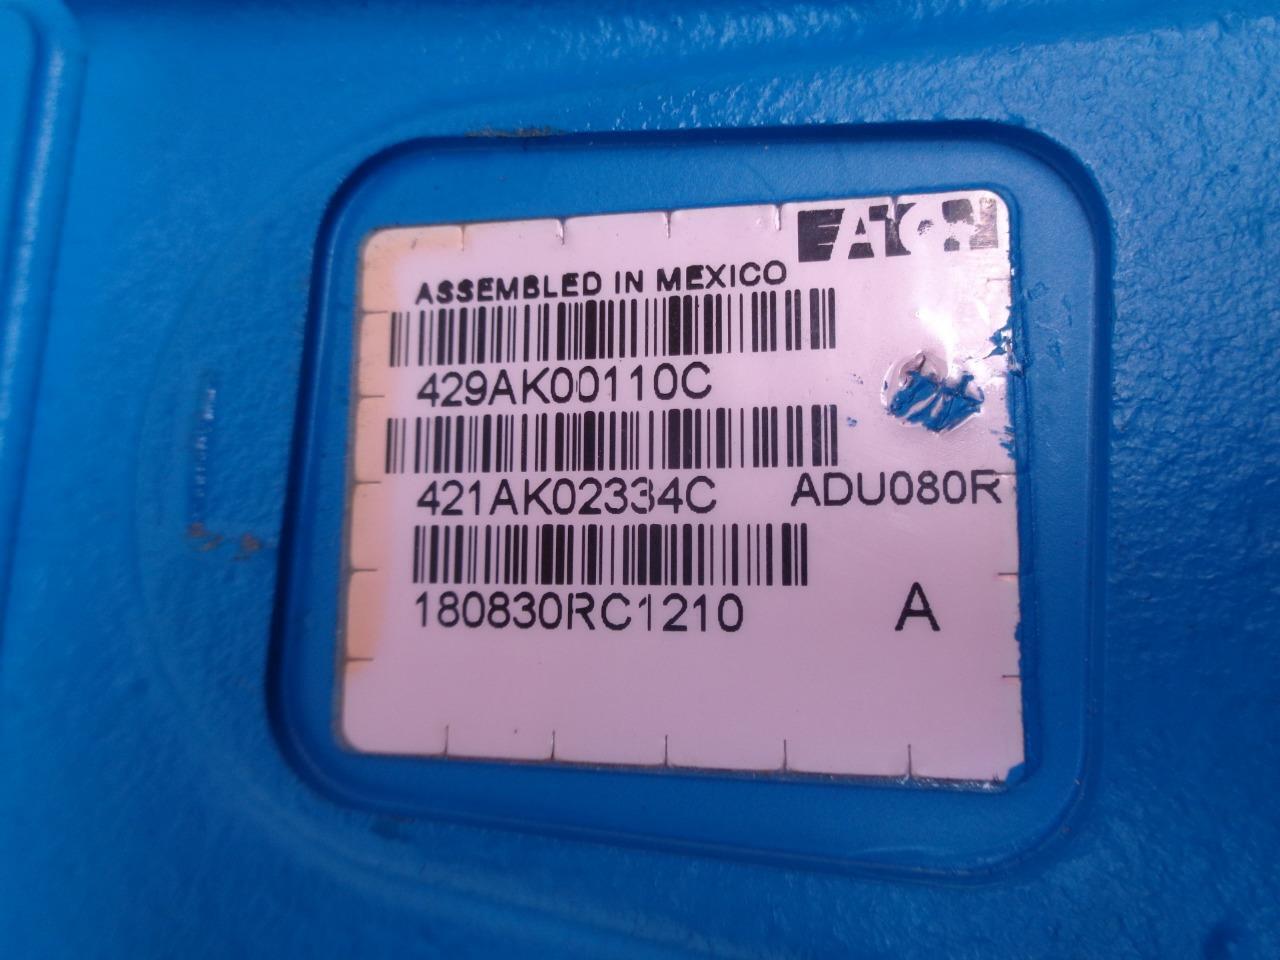 EATON
ASSEMBLED IN MEXICO
429AK00110C
421AK02334C ADU080R
180830RC1210 A